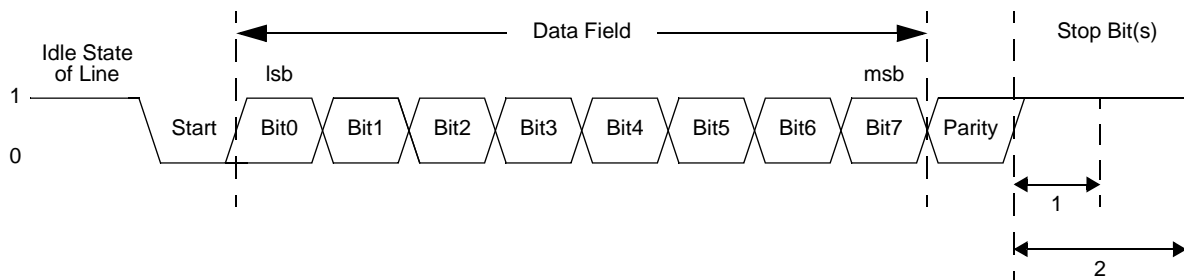 Data Field
Stop Bit(s)
Idle State
of Line
lsb
msb
1
Start
Bit0
Bit1
Bit2
Bit3
Bit4
Bit5
Bit6
Bit7
Parity
0
1
2